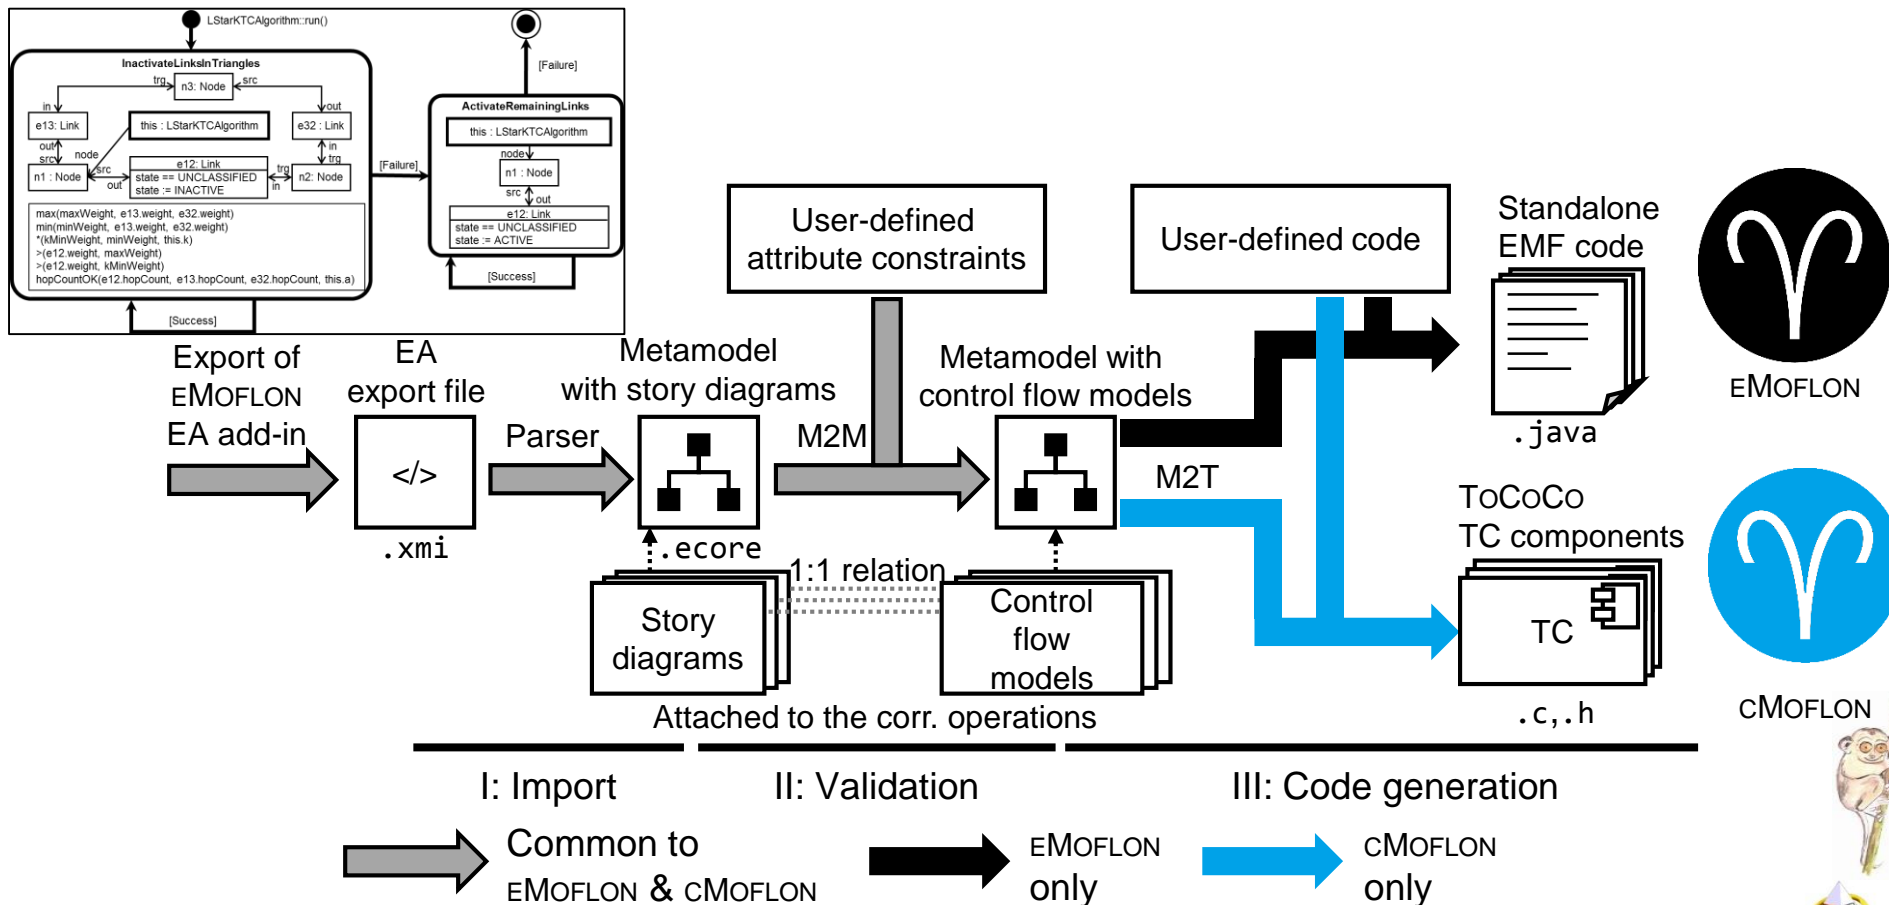 LStarKTCAlgorithm::run()
InactivateLinksInTriangles
trg
n3: Node
src
in
out
e13: Link
this : LStarKTCAlgorithm
e32 : Link
out
node
in
src
trg
n1 : Node
src
out
e12: Link
state == UNCLASSIFIED
state := INACTIVE
trg
in
n2: Node
max(maxWeight, e13.weight, e32.weight)
min(minWeight, e13.weight, e32.weight)
*(kMinWeight, minWeight, this.k)
>(e12.weight, maxWeight)
>(e12.weight, kMinWeight)
hopCountOK(e12.hopCount, e13.hopCount, e32.hopCount, this.a)
[Success]
[Failure]
[Failure]
ActivateRemainingLinks
this : LStarKTCAlgorithm
node
n1 : Node
src
out
e12: Link
state == UNCLASSIFIED
state := ACTIVE
[Success]
Export of
EMOFLON
EA add-in
EA
export file
</>
.xmi
Parser
Metamodel
with story diagrams
.ecore
M2M
User-defined
attribute constraints
Metamodel with
control flow models
User-defined code
M2T
Standalone
EMF code
.java
EMOFLON
TOCOCO
TC components
TC
.c,.h
CMOFLON
1:1 relation
Story
diagrams
Control
flow
models
Attached to the corr. operations
I: Import
II: Validation
III: Code generation
Common to
EMOFLON & CMOFLON
EMOFLON
only
CMOFLON
only